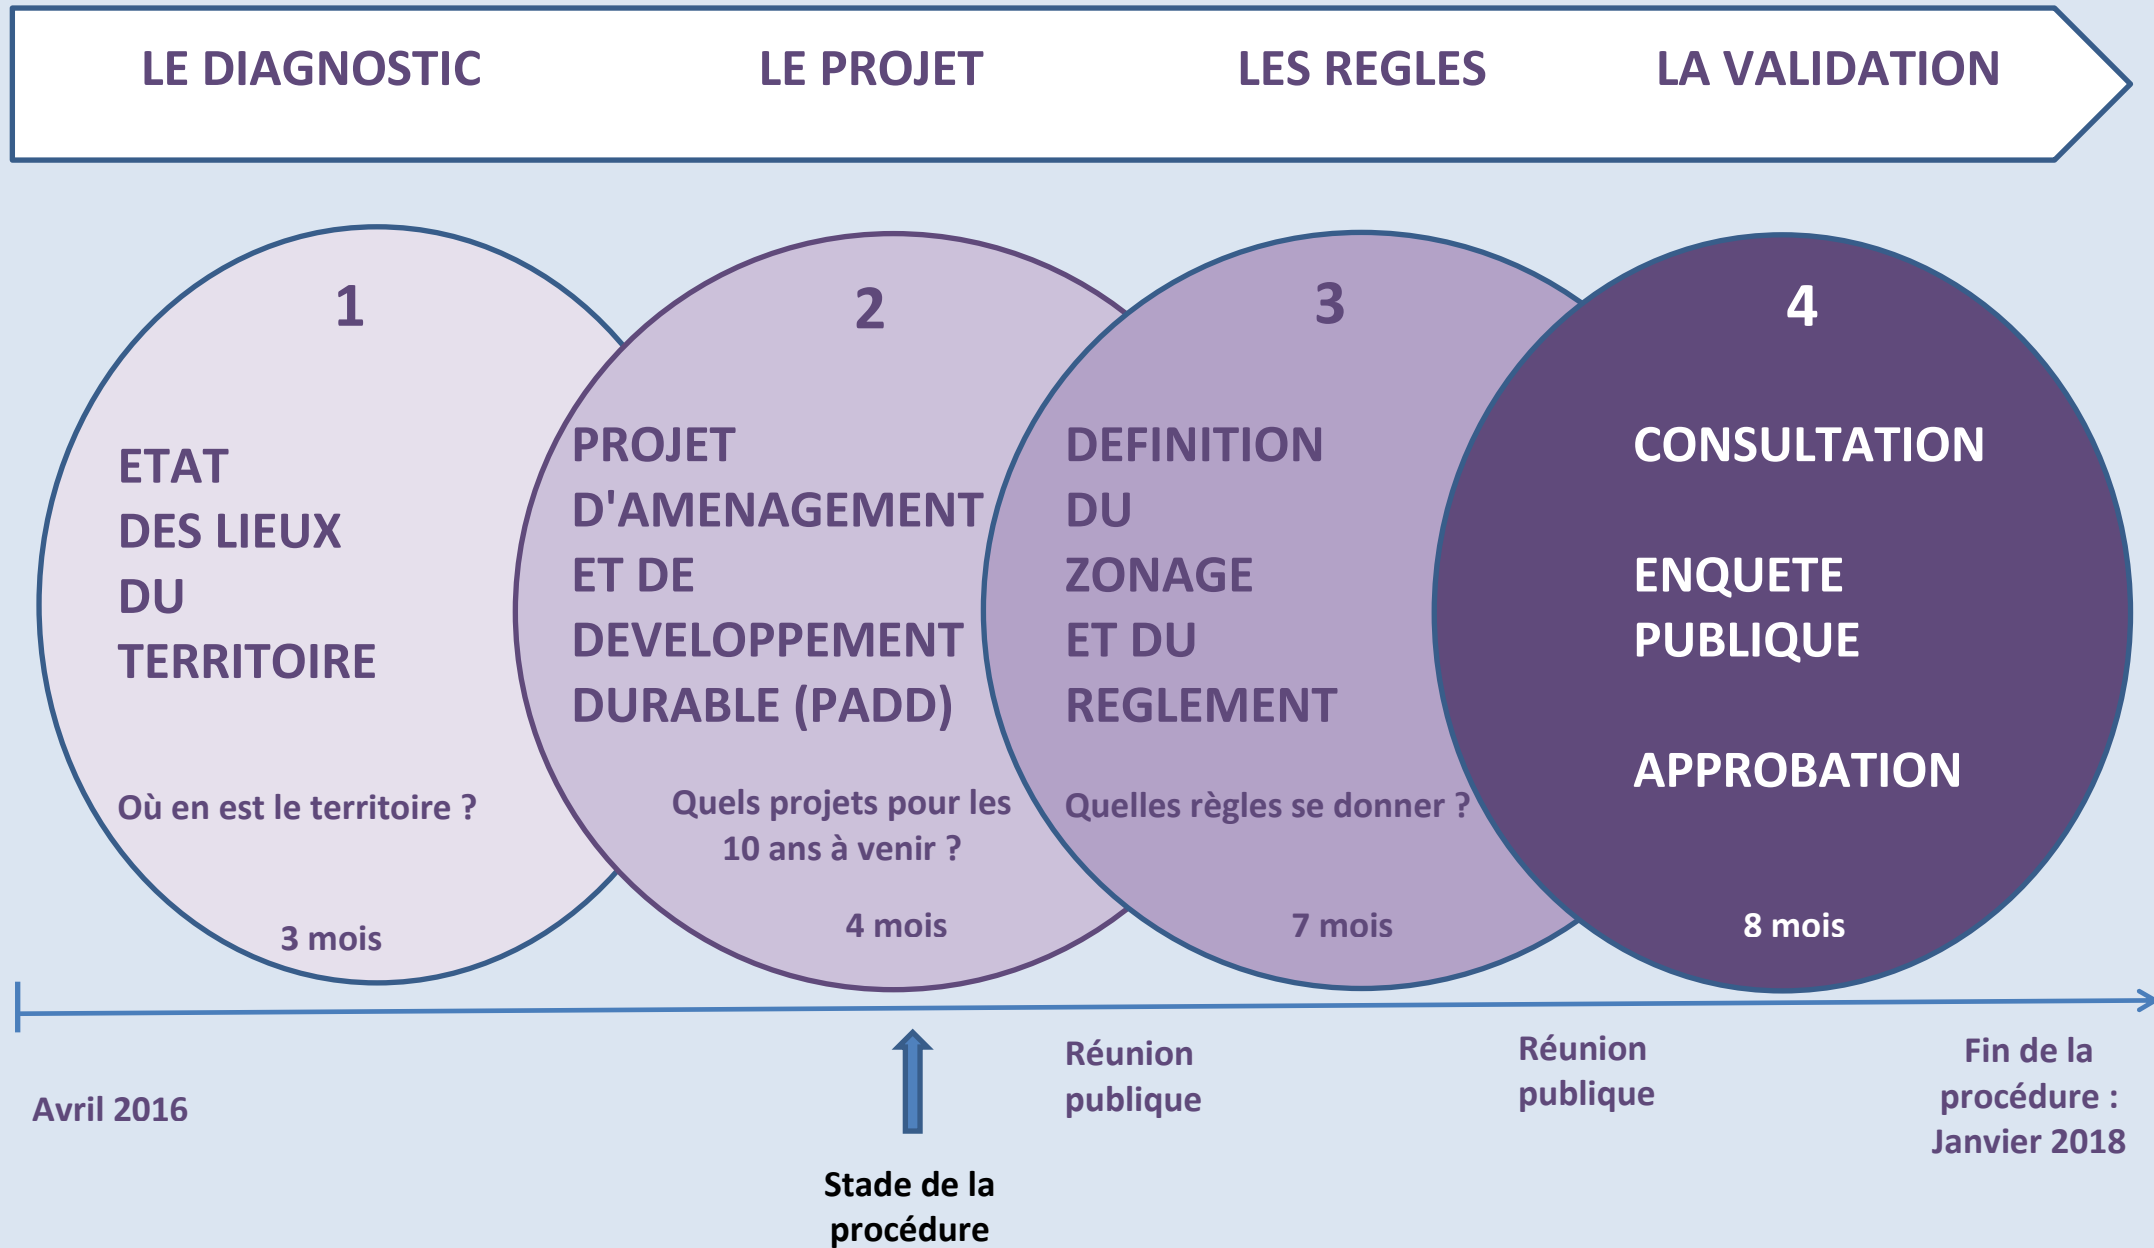 LE DIAGNOSTIC
LE PROJET
LES REGLES
LA VALIDATION
1
ETAT
DES LIEUX
DU
TERRITOIRE
Où en est le territoire ?
3 mois
2
PROJET
D'AMENAGEMENT
ET DE
DEVELOPPEMENT
DURABLE (PADD)
Quels projets pour les
10 ans à venir ?
4 mois
3
DEFINITION
DU
ZONAGE
ET DU
REGLEMENT
Quelles règles se donner ?
7 mois
4
CONSULTATION
ENQUETE
PUBLIQUE
APPROBATION
8 mois
Avril 2016
Stade de la
procédure
Réunion
publique
Réunion
publique
Fin de la
procédure :
Janvier 2018